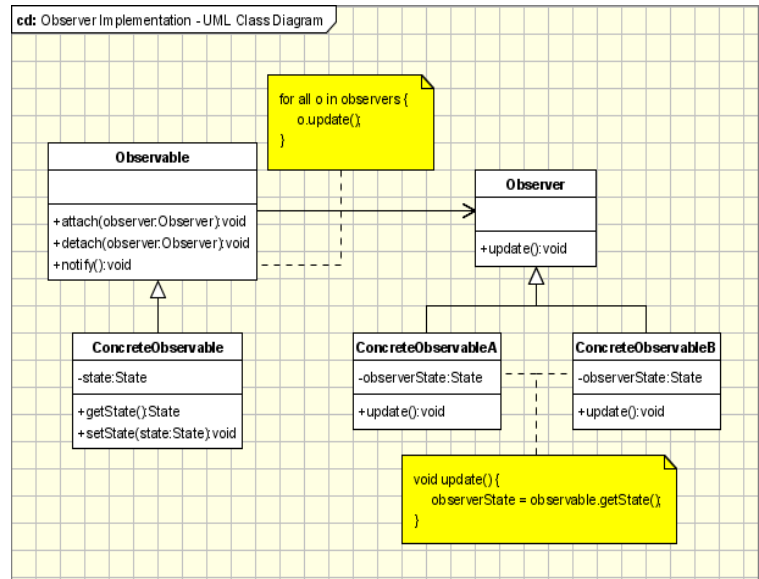 cd: Observer Implementation - UML Class Diagram
for all o in observers {
o.update();
}
Observable
+attach(observer:Observer):void
+detach(observer:Observer):void
+notify():void
Observer
+update():void
ConcreteObservable
-state:State
+getState():State
+setState(state:State):void
ConcreteObservableA
-observerState:State
+update():void
ConcreteObservableB
-observerState:State
+update():void
void update() {
observerState = observable.getState();
}